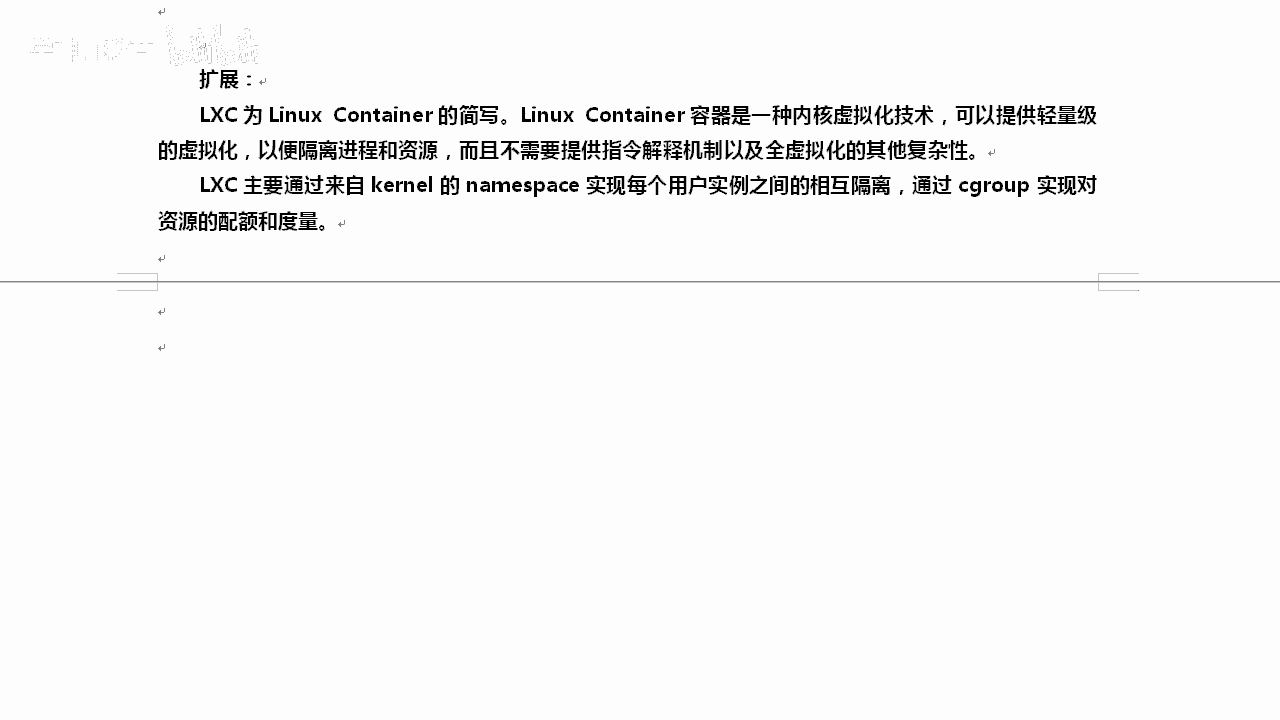 扩展：
LXC 为 Linux Container 的简写。Linux Container 容器是一种内核虚拟化技术，可以提供轻量级
的虚拟化，以便隔离进程和资源，而且不需要提供指令解释机制以及全虚拟化的其他复杂性。
LXC 主要通过来自 kernel 的 namespace 实现每个用户实例之间的相互隔离，通过 cgroup 实现对
资源的配额和度量。